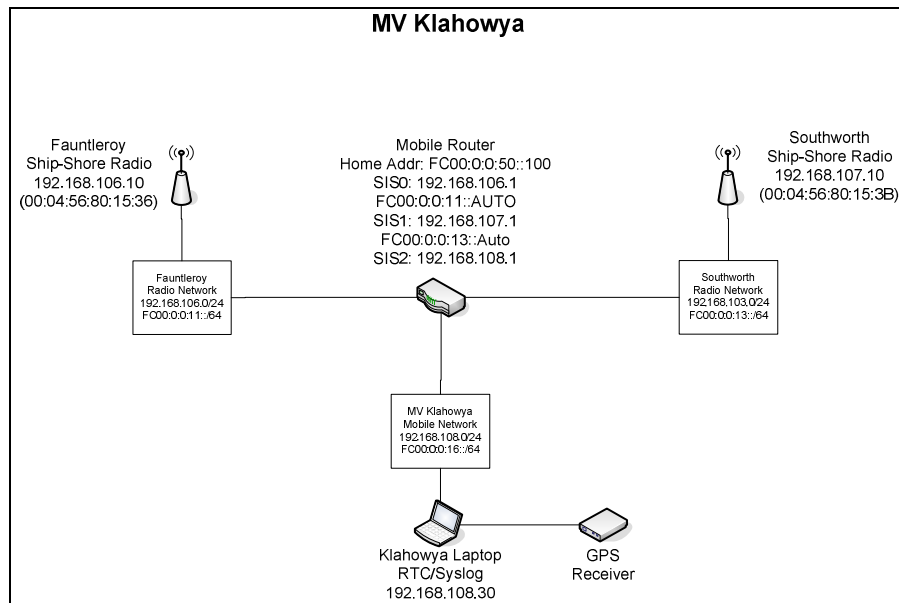 MV Klahowya
Fauntleroy
Ship-Shore Radio
192.168.106.10
(00:04:56:80:15:36)
Mobile Router
Home Addr: FC00:0:0:50::100
SIS0: 192.168.106.1
FC00:0:0:11::AUTO
SIS1: 192.168.107.1
FC00:0:0:13::Auto
SIS2: 192.168.108.1
Southworth
Ship-Shore Radio
192.168.107.10
(00:04:56:80:15:3B)
Fauntleroy
Radio Network
192.168.106.0/24
FC00:0:0:11::/64
Southworth
Radio Network
192.168.103.0/24
FC00:0:0:13::/64
MV Klahowya
Mobile Network
192.168.108.0/24
FC00:0:0:16::/64
Klahowya Laptop
RTC/Syslog
192.168.108.30
GPS
Receiver